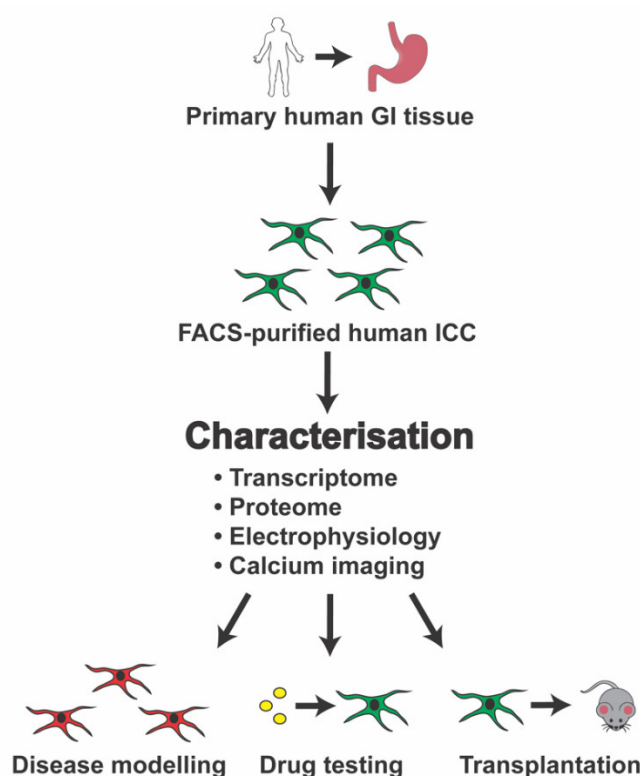 Primary human GI tissue
FACS-purified human ICC
Characterisation
• Transcriptome
• Proteome
• Electrophysiology
• Calcium imaging
Disease modelling
Drug testing
Transplantation